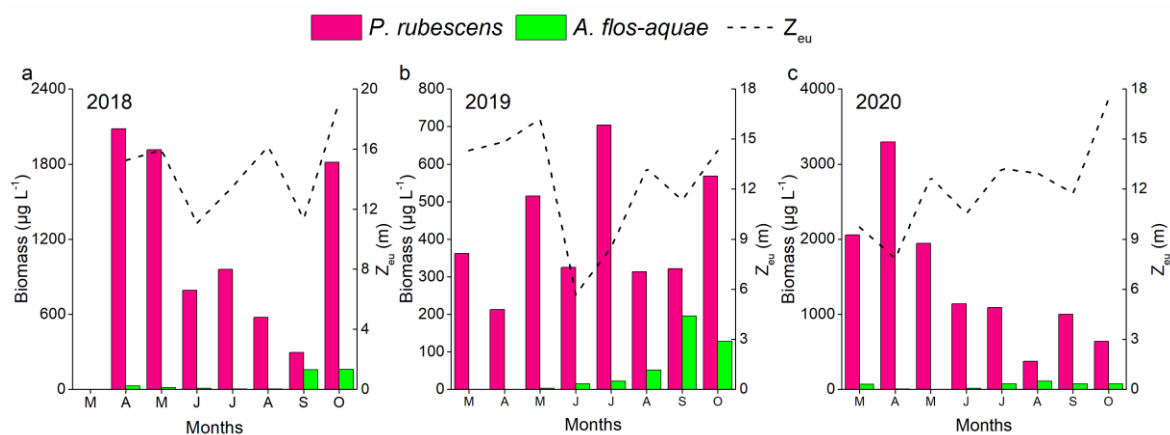 P. rubescens A. flos-aquae Zeu
a b c
2018 2019 2020
2400 20 800 18 4000 18
700 15
1800 16 600 3000
12 500 12
1200 400 2000 9
8 300 9
600 200 6 1000 6
4 100 3 3
0 0 0 0 0 0
Biomass (µg L-1) Zeu (m) Biomass (µg L-1) Zeu (m) Biomass (µg L-1) Zeu (m)
M A M J J A S O M A M J J A S O M A M J J A S O
Months Months Months